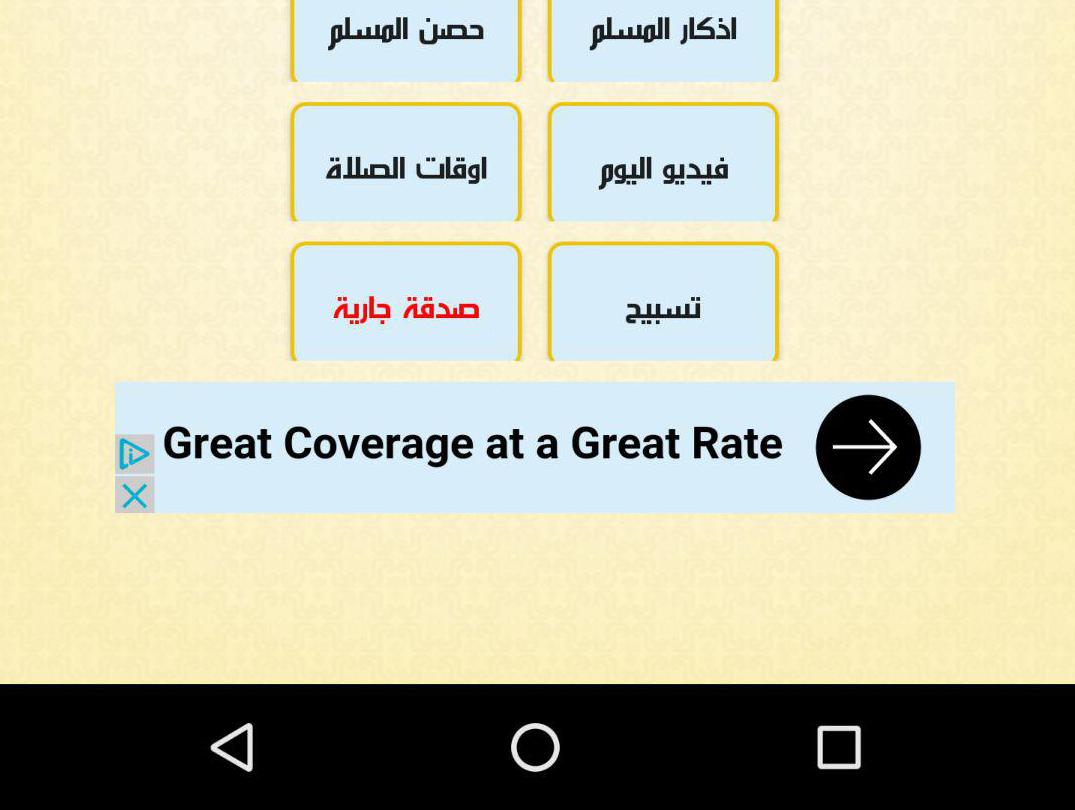 اذكار المسلم
حصن المسلم
فيديو اليوم
اوقات الصلاة
تسبيح
صدقة جارية
Great Coverage at a Great Rate